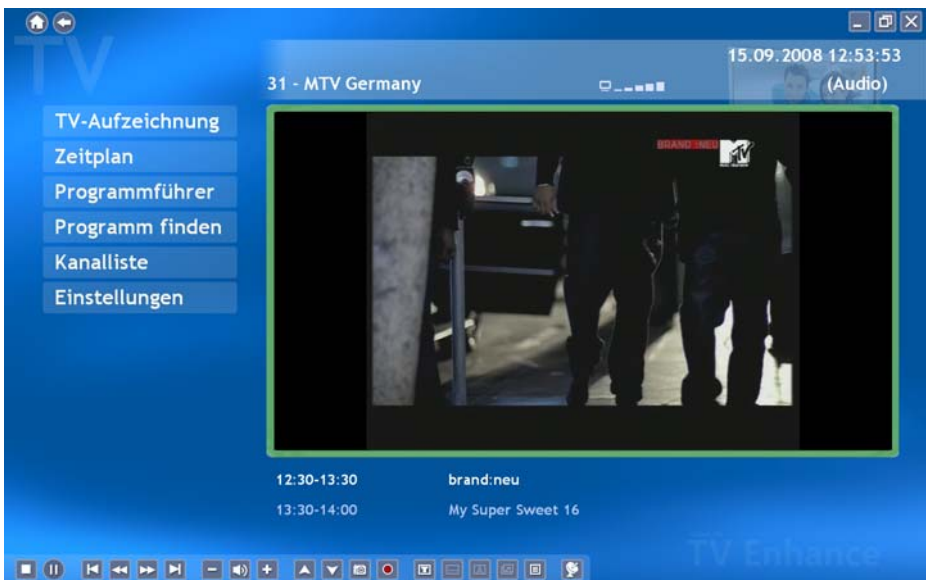 TV
15.09.2008 12:53:53
31 - MTV Germany
(Audio)
TV-Aufzeichnung
Zeitplan
Programmführer
Programm finden
Kanalliste
Einstellungen
BRAND:NEU
MTV
12:30-13:30 brand:neu
13:30-14:00 My Super Sweet 16
TV Enhance